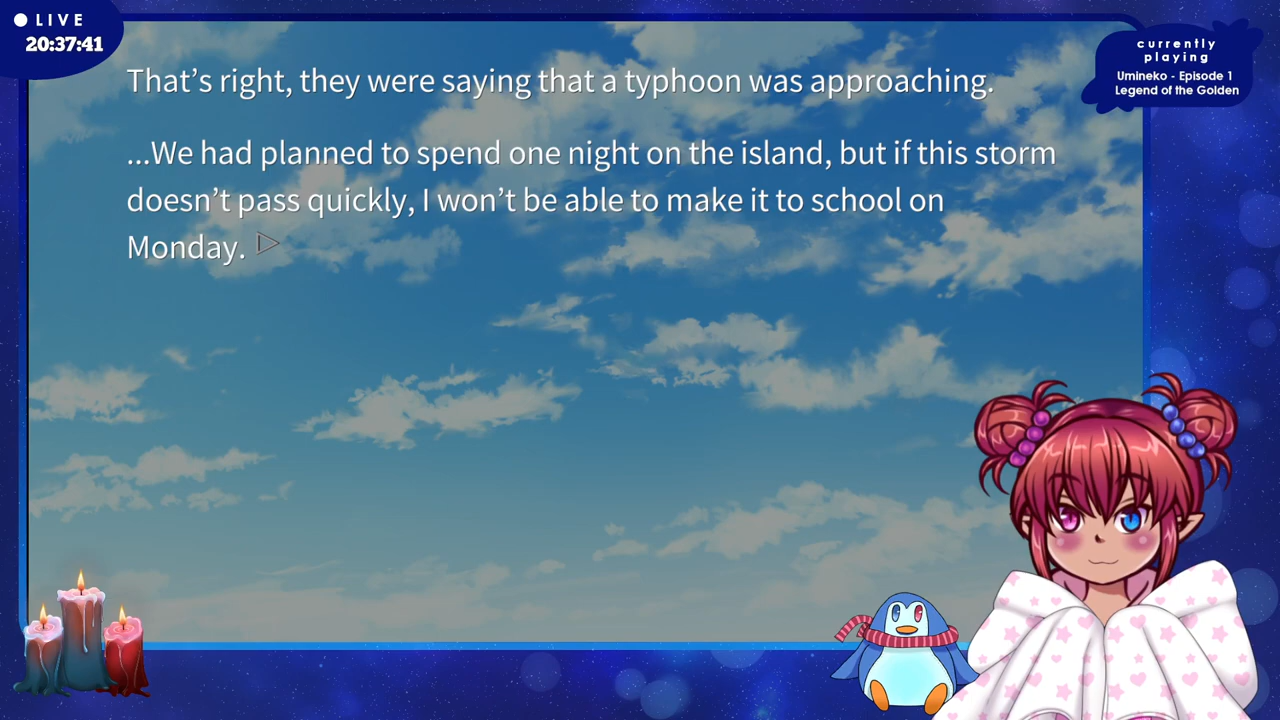 LIVE
20:37:41
currently
playing
Umineko - Episode 1
Legend of the Golden
That’s right, they were saying that a typhoon was approaching.
...We had planned to spend one night on the island, but if this storm
doesn’t pass quickly, I won’t be able to make it to school on
Monday.